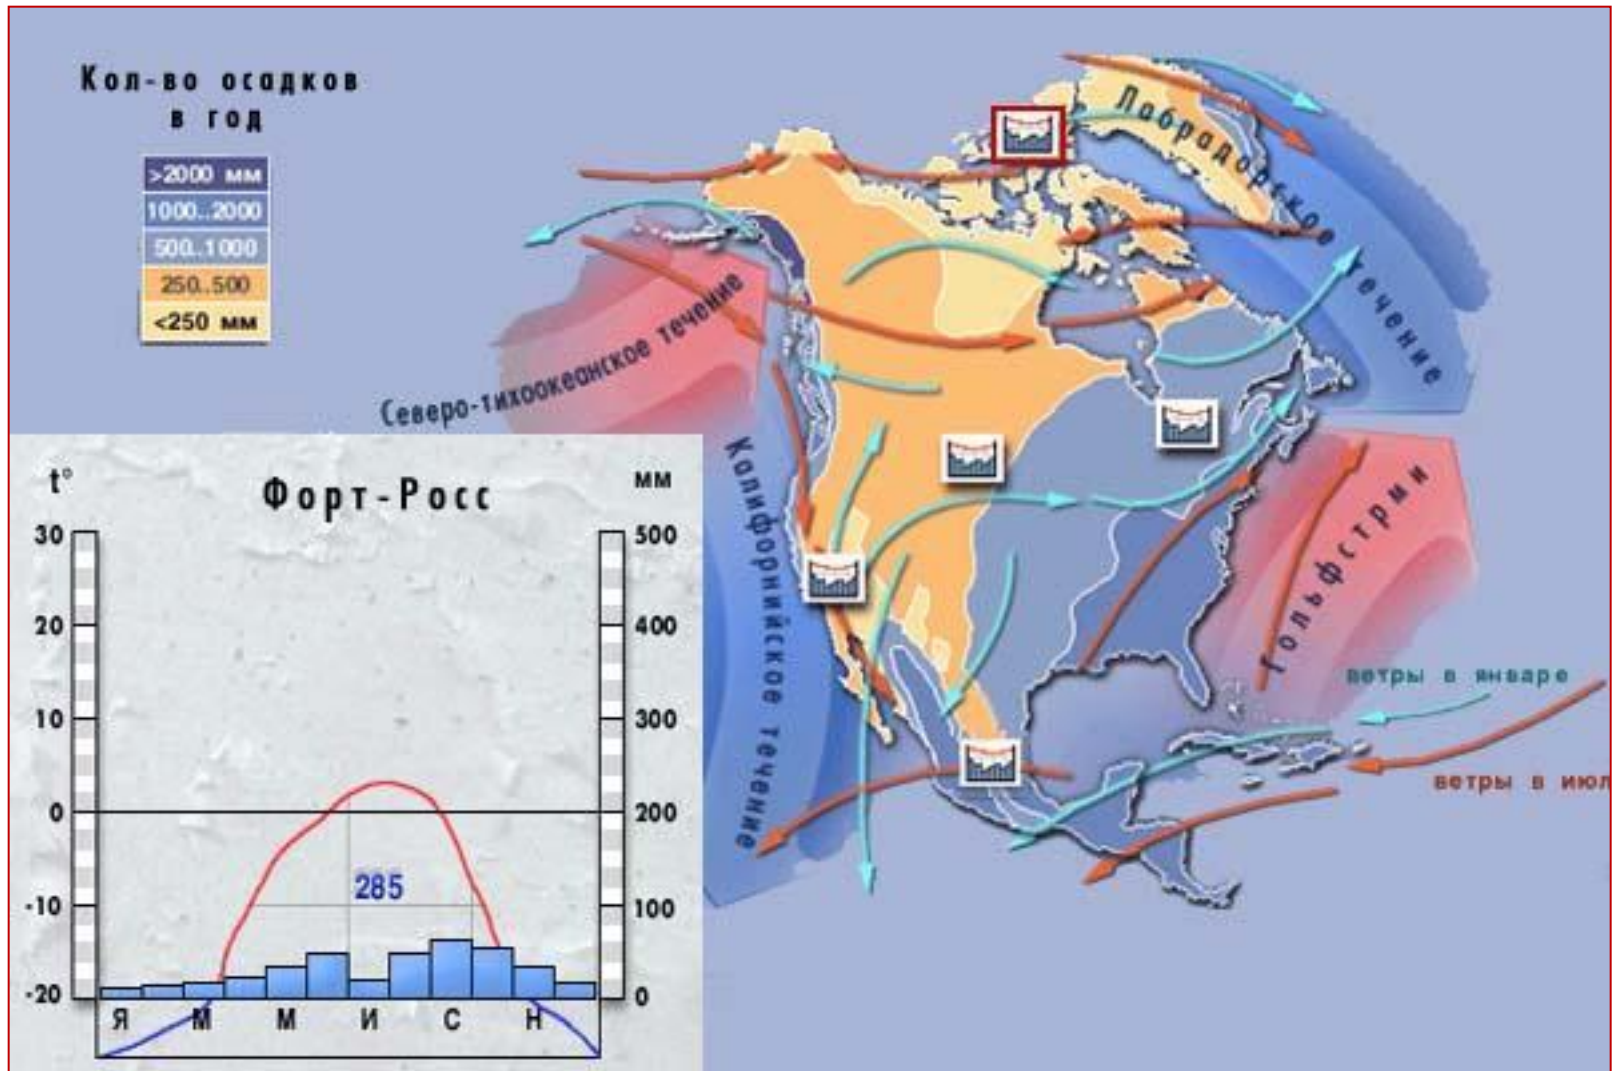 Кол-во осадков
в год
>2000 мм
1000..2000
500..1000
250..500
<250 мм
Лабрадорское течение
Северо-тихоокеанское течение
Калифорнийское течение
Гольфстрми
ветры в январе
ветры в июл
t°
Форт-Росс
мм
30
500
20
400
10
300
0
200
285
-10
100
-20
0
Я М М И С Н